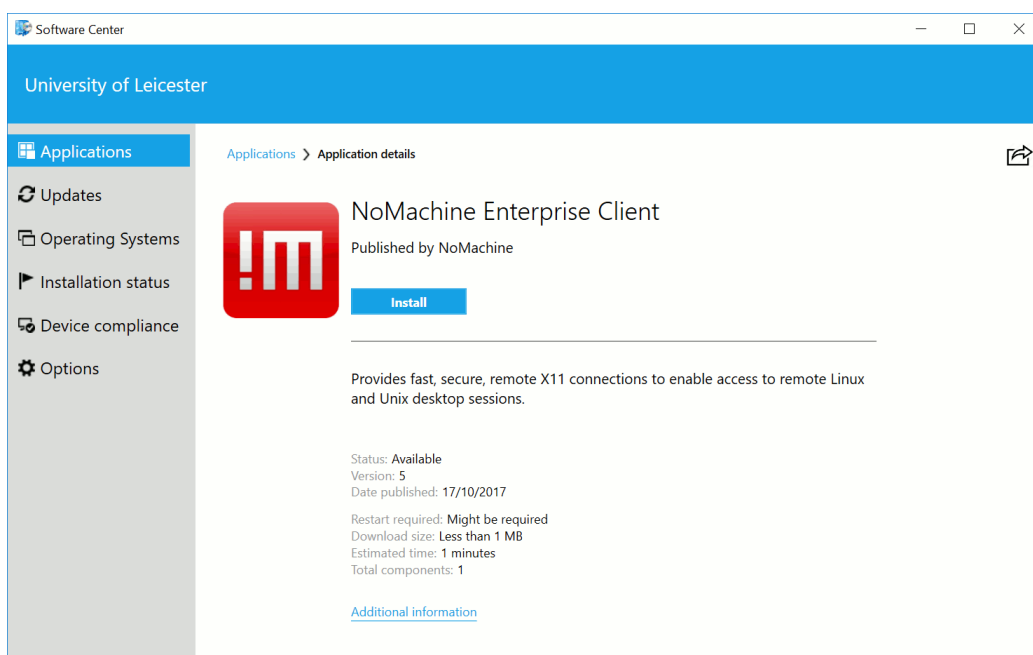 Software Center
University of Leicester
Applications
Updates
Operating Systems
Installation status
Device compliance
Options
Applications ❯ Application details
!m
NoMachine Enterprise Client
Published by NoMachine
Install
Provides fast, secure, remote X11 connections to enable access to remote Linux
and Unix desktop sessions.
Status: Available
Version: 5
Date published: 17/10/2017
Restart required: Might be required
Download size: Less than 1 MB
Estimated time: 1 minutes
Total components: 1
Additional information